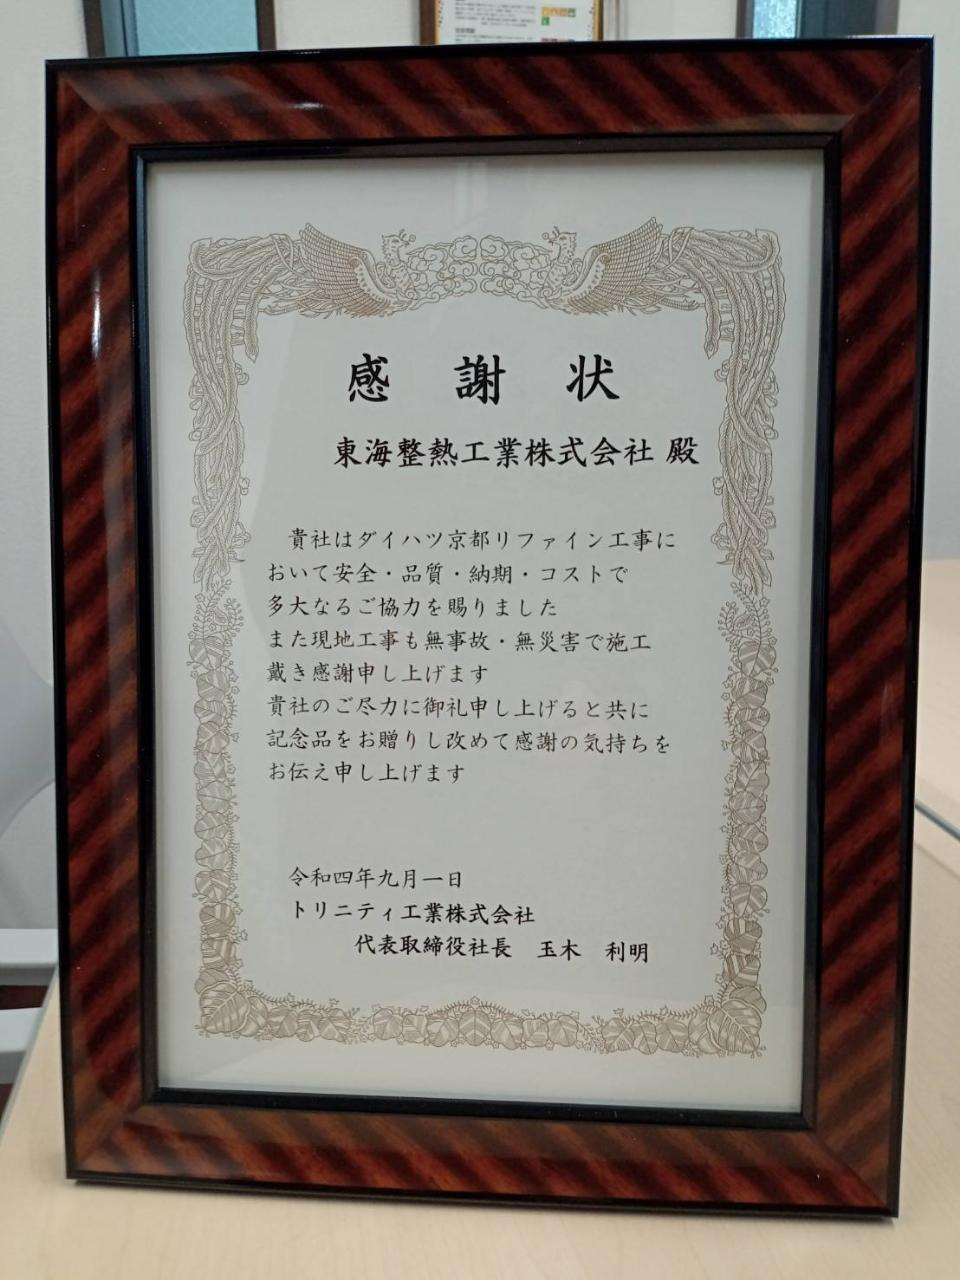 感謝状
東海整熱工業株式会社 殿
貴社はダイハツ京都リファイン工事に
おいて安全・品質・納期・コストで
多大なるご協力を賜りました
また現地工事も無事故・無災害で施工
戴き感謝申し上げます
貴社のご尽力に御礼申し上げると共に
記念品をお贈りし改めて感謝の気持ちを
お伝え申し上げます
令和四年九月一日
トリニティ工業株式会社
代表取締役社長 玉木 利明